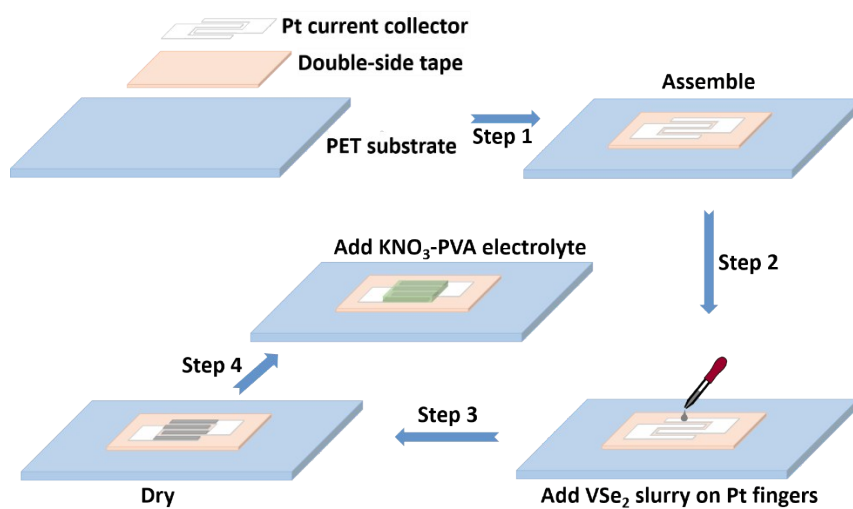 Pt current collector
Double-side tape
PET substrate
Step 1
Assemble
Step 2
Add VSe₂ slurry on Pt fingers
Step 3
Dry
Step 4
Add KNO₃-PVA electrolyte